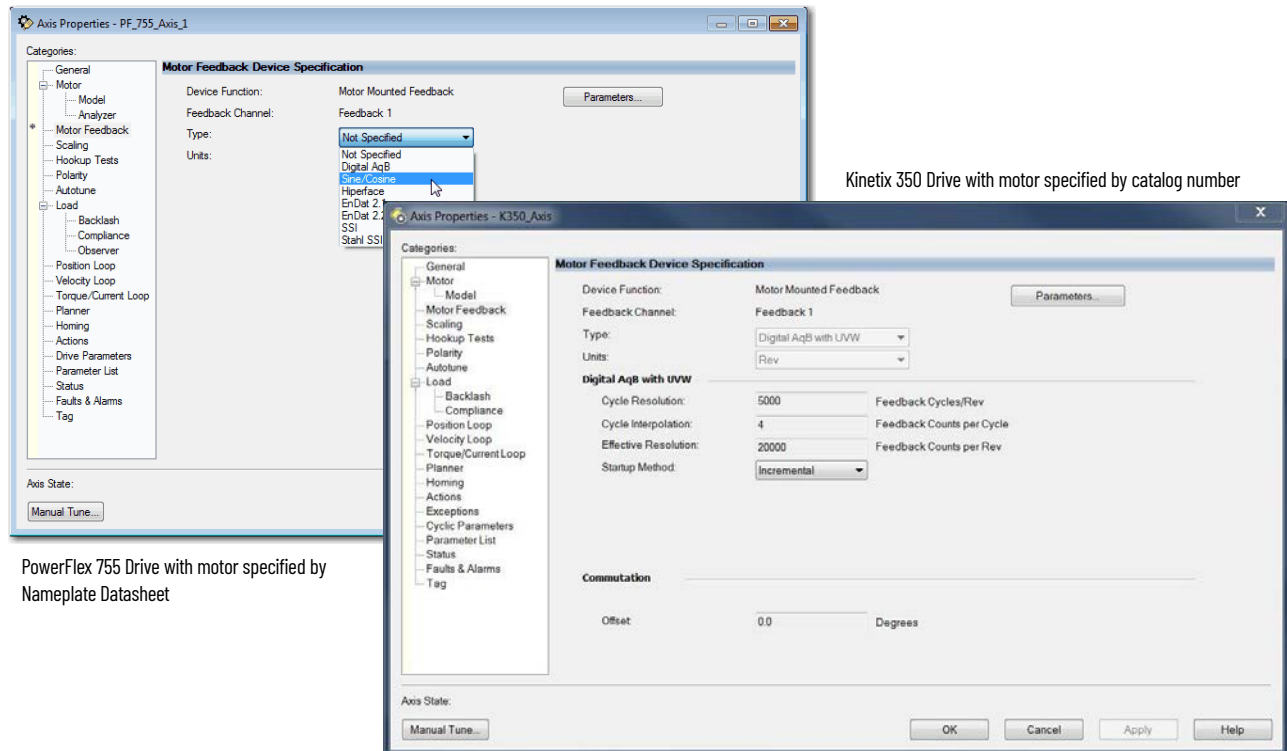 Axis Properties - PF_755_Axis_1
Categories:
General
Motor
Model
Analyzer
* Motor Feedback
Scaling
Hookup Tests
Polarity
Autotune
Load
Backlash
Compliance
Observer
Position Loop
Velocity Loop
Torque/Current Loop
Planner
Homing
Actions
Drive Parameters
Parameter List
Status
Faults & Alarms
Tag
Motor Feedback Device Specification
Device Function: Motor Mounted Feedback Parameters...
Feedback Channel: Feedback 1
Type: Not Specified
Units:
Not Specified
Digital AqB
Sine/Cosine
Hiperface
EnDat 2.1
EnDat 2.2
SSI
Stahl SSI
Axis State:
Manual Tune...
PowerFlex 755 Drive with motor specified by
Nameplate Datasheet
Kinetix 350 Drive with motor specified by catalog number
Axis Properties - K350_Axis X
Categories:
General
Motor
Model
Motor Feedback
Scaling
Hookup Tests
Polarity
Autotune
Load
Backlash
Compliance
Position Loop
Velocity Loop
Torque/Current Loop
Planner
Homing
Actions
Exceptions
Cyclic Parameters
Parameter List
Status
Faults & Alarms
Tag
Motor Feedback Device Specification
Device Function: Motor Mounted Feedback Parameters...
Feedback Channel: Feedback 1
Type: Digital AqB with UVW
Units: Rev
Digital AqB with UVW
Cycle Resolution: 5000 Feedback Cycles/Rev
Cycle Interpolation: 4 Feedback Counts per Cycle
Effective Resolution: 20000 Feedback Counts per Rev
Startup Method: Incremental
Commutation
Offset: 0.0 Degrees
Axis State:
Manual Tune... OK Cancel Apply Help